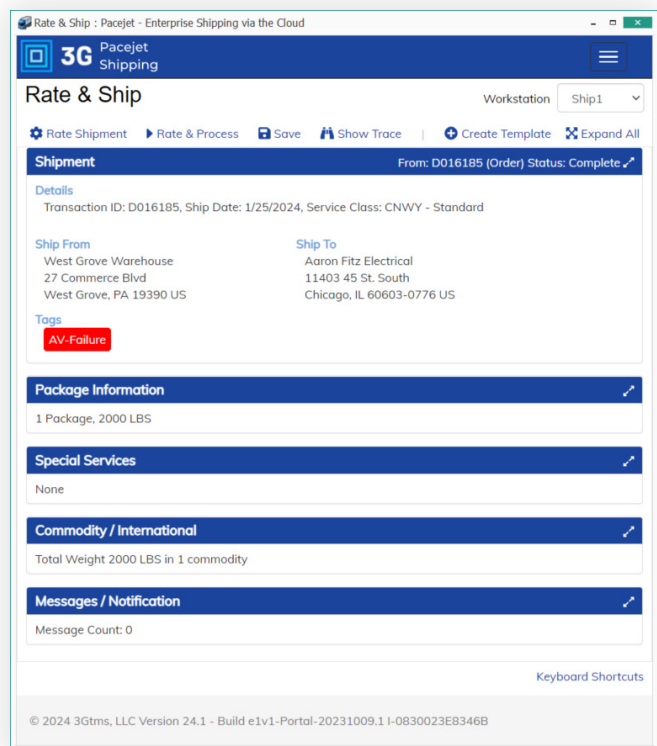 Rate & Ship : Pacejet - Enterprise Shipping via the Cloud
3G Pacejet Shipping
Rate & Ship
Workstation Ship1
Rate Shipment Rate & Process Save Show Trace | Create Template Expand All
Shipment From: D016185 (Order) Status: Complete
Details
Transaction ID: D016185, Ship Date: 1/25/2024, Service Class: CNWY - Standard
Ship From Ship To
West Grove Warehouse Aaron Fitz Electrical
27 Commerce Blvd 11403 45 St. South
West Grove, PA 19390 US Chicago, IL 60603-0776 US
Tags
AV-Failure
Package Information
1 Package, 2000 LBS
Special Services
None
Commodity / International
Total Weight 2000 LBS in 1 commodity
Messages / Notification
Message Count: 0
Keyboard Shortcuts
© 2024 3Gtms, LLC Version 24.1 - Build e1v1-Portal-20231009.1 I-0830023E8346B